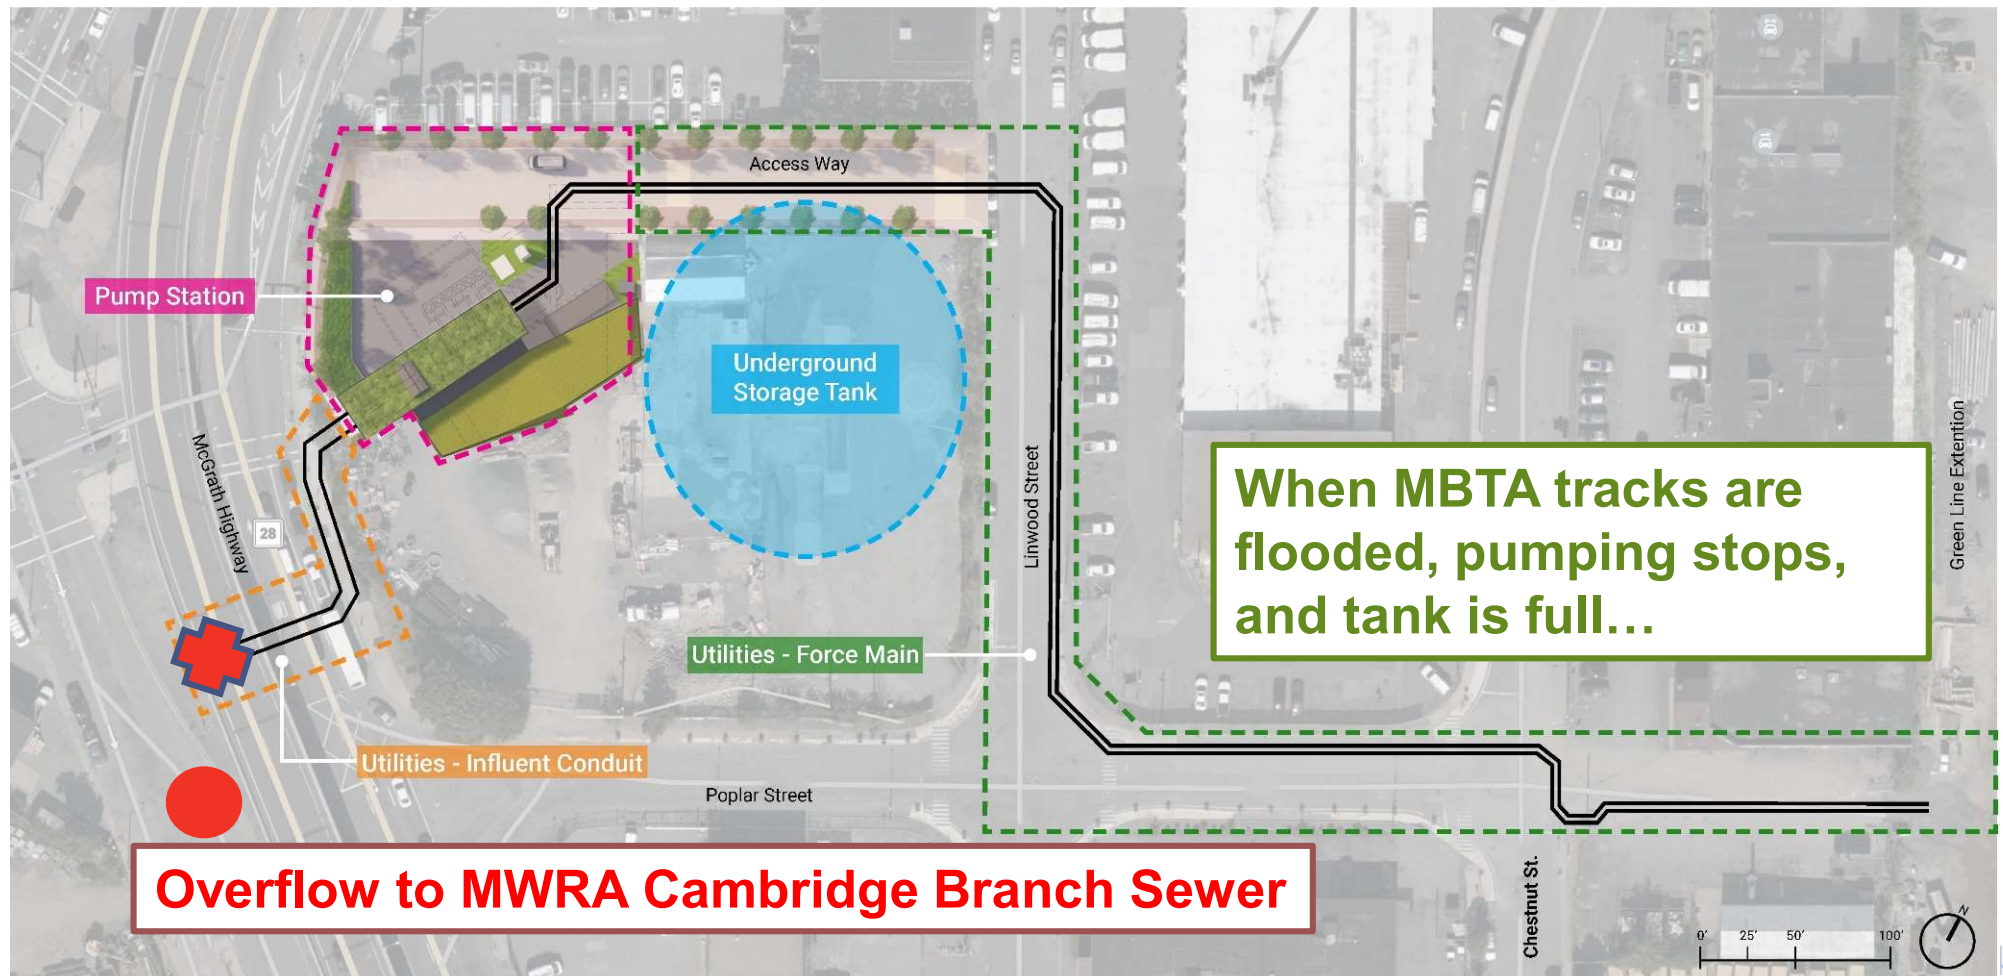 Access Way
Pump Station
Underground
Storage Tank
McGrath Highway
28
Linwood Street
Green Line Extention
When MBTA tracks are
flooded, pumping stops,
and tank is full…
Utilities - Force Main
Utilities - Influent Conduit
Poplar Street
Overflow to MWRA Cambridge Branch Sewer
Chestnut St.
0' 25' 50' 100'
N